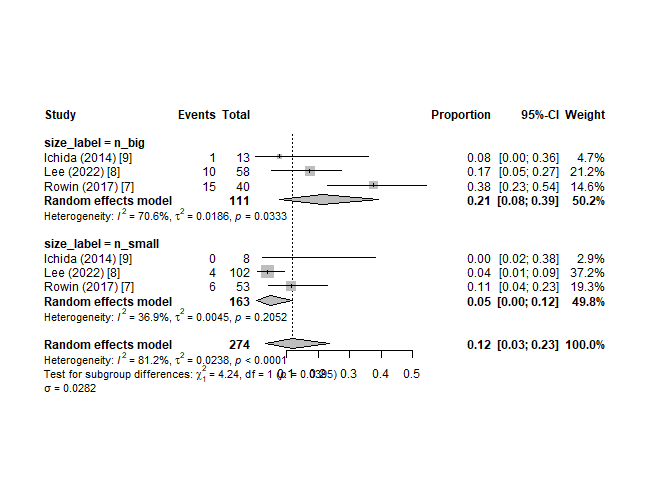 Study Events Total Proportion 95%-CI Weight
size_label = n_big
Ichida (2014) [9] 1 13 0.08 [0.00; 0.36] 4.7%
Lee (2022) [8] 10 58 0.17 [0.05; 0.27] 21.2%
Rowin (2017) [7] 15 40 0.38 [0.23; 0.54] 14.6%
Random effects model 111 0.21 [0.08; 0.39] 50.2%
Heterogeneity: I² = 70.6%, τ² = 0.0186, p = 0.0333
size_label = n_small
Ichida (2014) [9] 0 8 0.00 [0.02; 0.38] 2.9%
Lee (2022) [8] 4 102 0.04 [0.01; 0.09] 37.2%
Rowin (2017) [7] 6 53 0.11 [0.04; 0.23] 19.3%
Random effects model 163 0.05 [0.00; 0.12] 49.8%
Heterogeneity: I² = 36.9%, τ² = 0.0045, p = 0.2052
Random effects model 274 0.12 [0.03; 0.23] 100.0%
Heterogeneity: I² = 81.2%, τ² = 0.0238, p < 0.0001
Test for subgroup differences: χ²₁ = 4.24, df = 1 (p = 0.0395)
0.1 0.2 0.3 0.4 0.5
σ = 0.0282